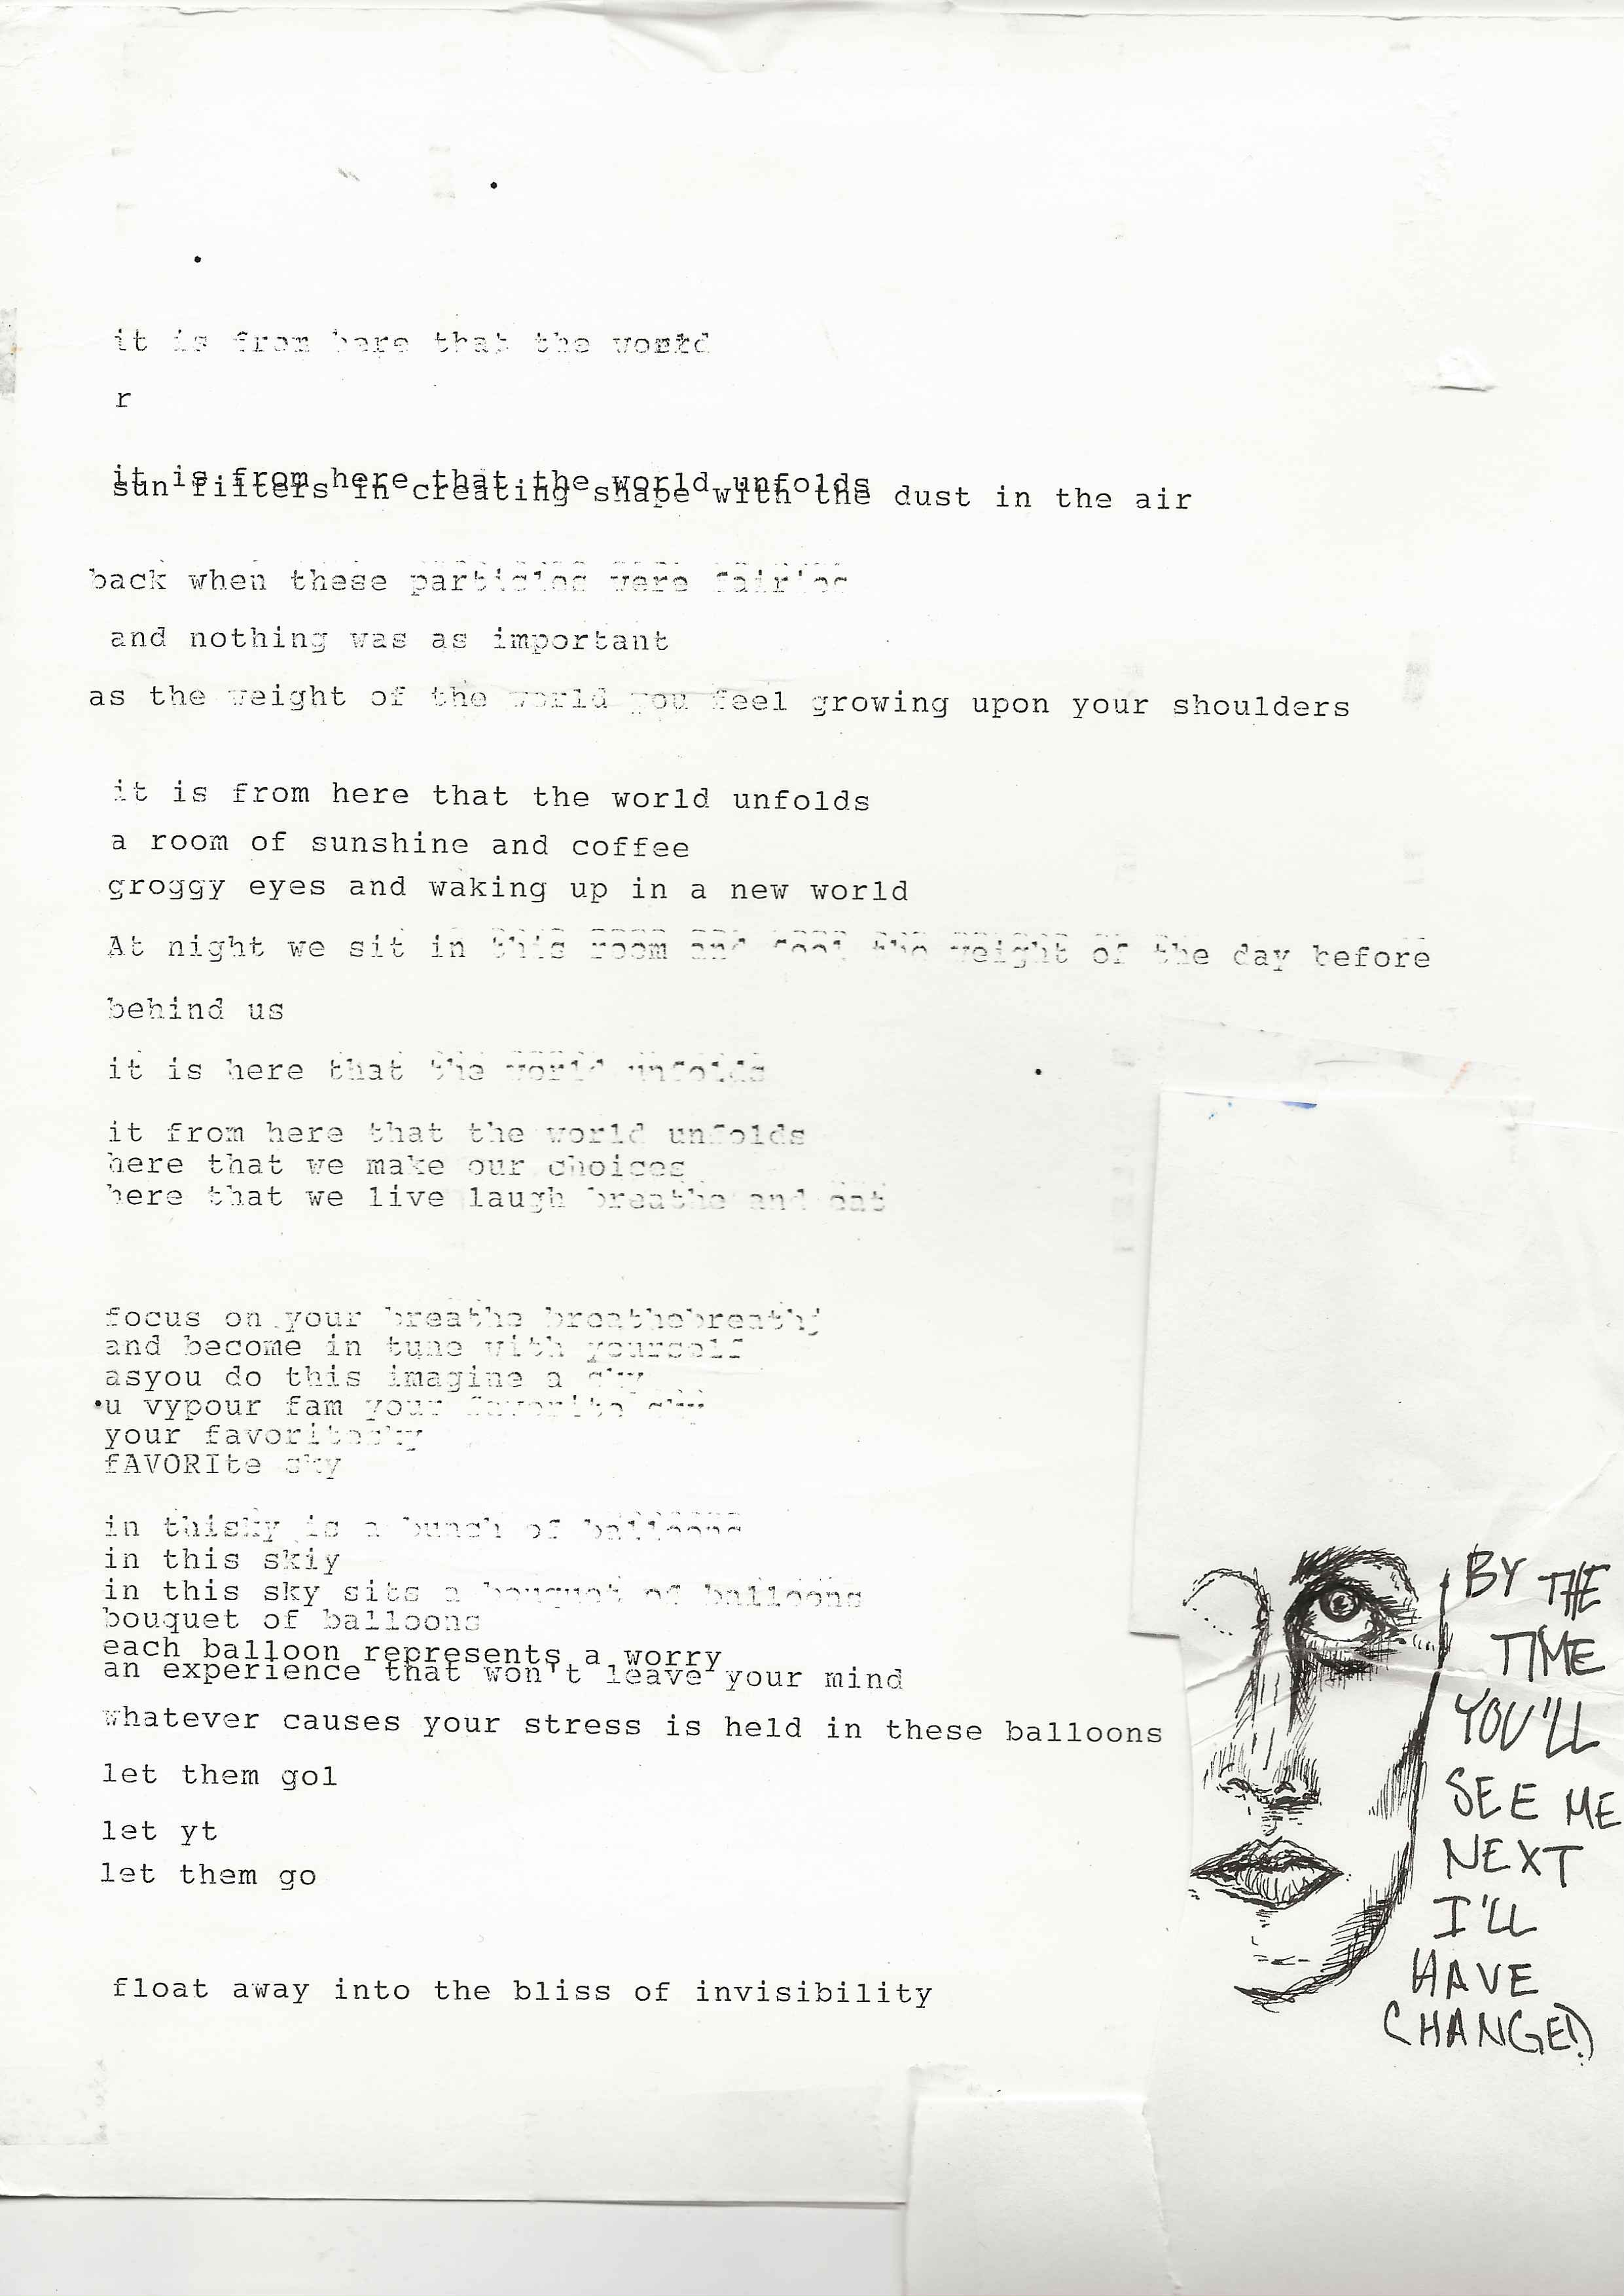 it is from here that the
r
it is from here that the world unfolds
sun filters in creating shape with the dust in the air
back when these particles were fairies
and nothing was as important
as the weight of the world you feel growing upon your shoulders
it is from here that the world unfolds
a room of sunshine and coffee
groggy eyes and waking up in a new world
At night we sit in this room and feel the weight of the day before
behind us
it is here that the world unfolds
it from here that the world unfolds
here that we make our choices
here that we live laugh breathe and eat
focus on your breathe breathebreathj
and become in tune with yourself
asyou do this imagine a sky
u vypour fam your favorite sky
your favoritesky
fAVORIte sky
in thisky is a bunch of balloons
in this skiy
in this sky sits a bouquet of balloons
bouquet of balloons
each balloon represents a worry
an experience that won't leave your mind
whatever causes your stress is held in these balloons
let them gol
let yt
let them go
float away into the bliss of invisibility
BY THE
TIME
YOU'LL
SEE ME
NEXT
I'LL
HAVE
CHANGED